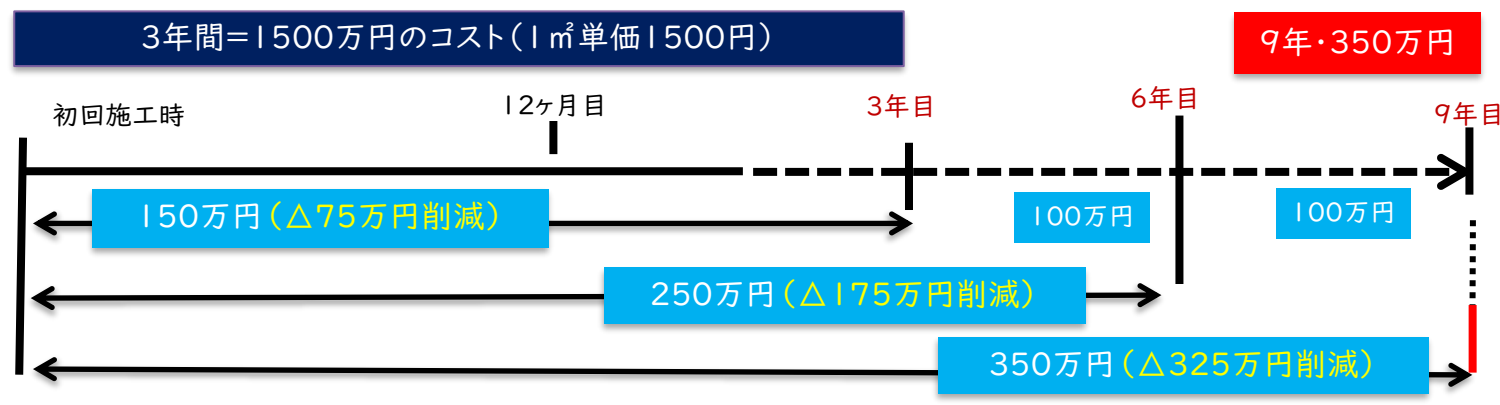 3年間=1500万円のコスト(1㎡単価1500円)
9年・350万円
初回施工時
12ヶ月目
3年目
6年目
9年目
150万円(△75万円削減)
100万円
100万円
250万円(△175万円削減)
350万円(△325万円削減)